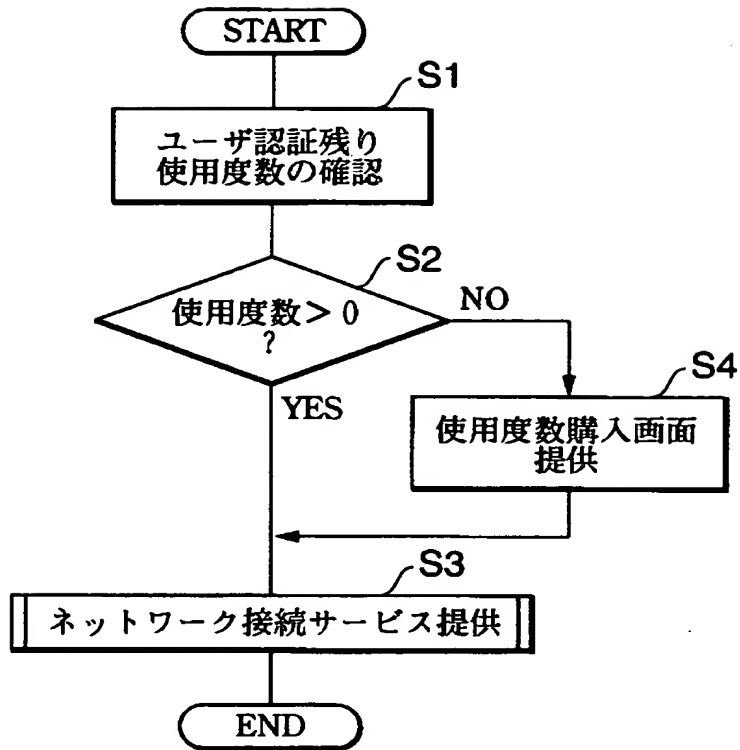 START
S1
ユーザ認証残り
使用度数の確認
S2
使用度数＞0
?
NO
YES
S4
使用度数購入画面
提供
S3
ネットワーク接続サービス提供
END